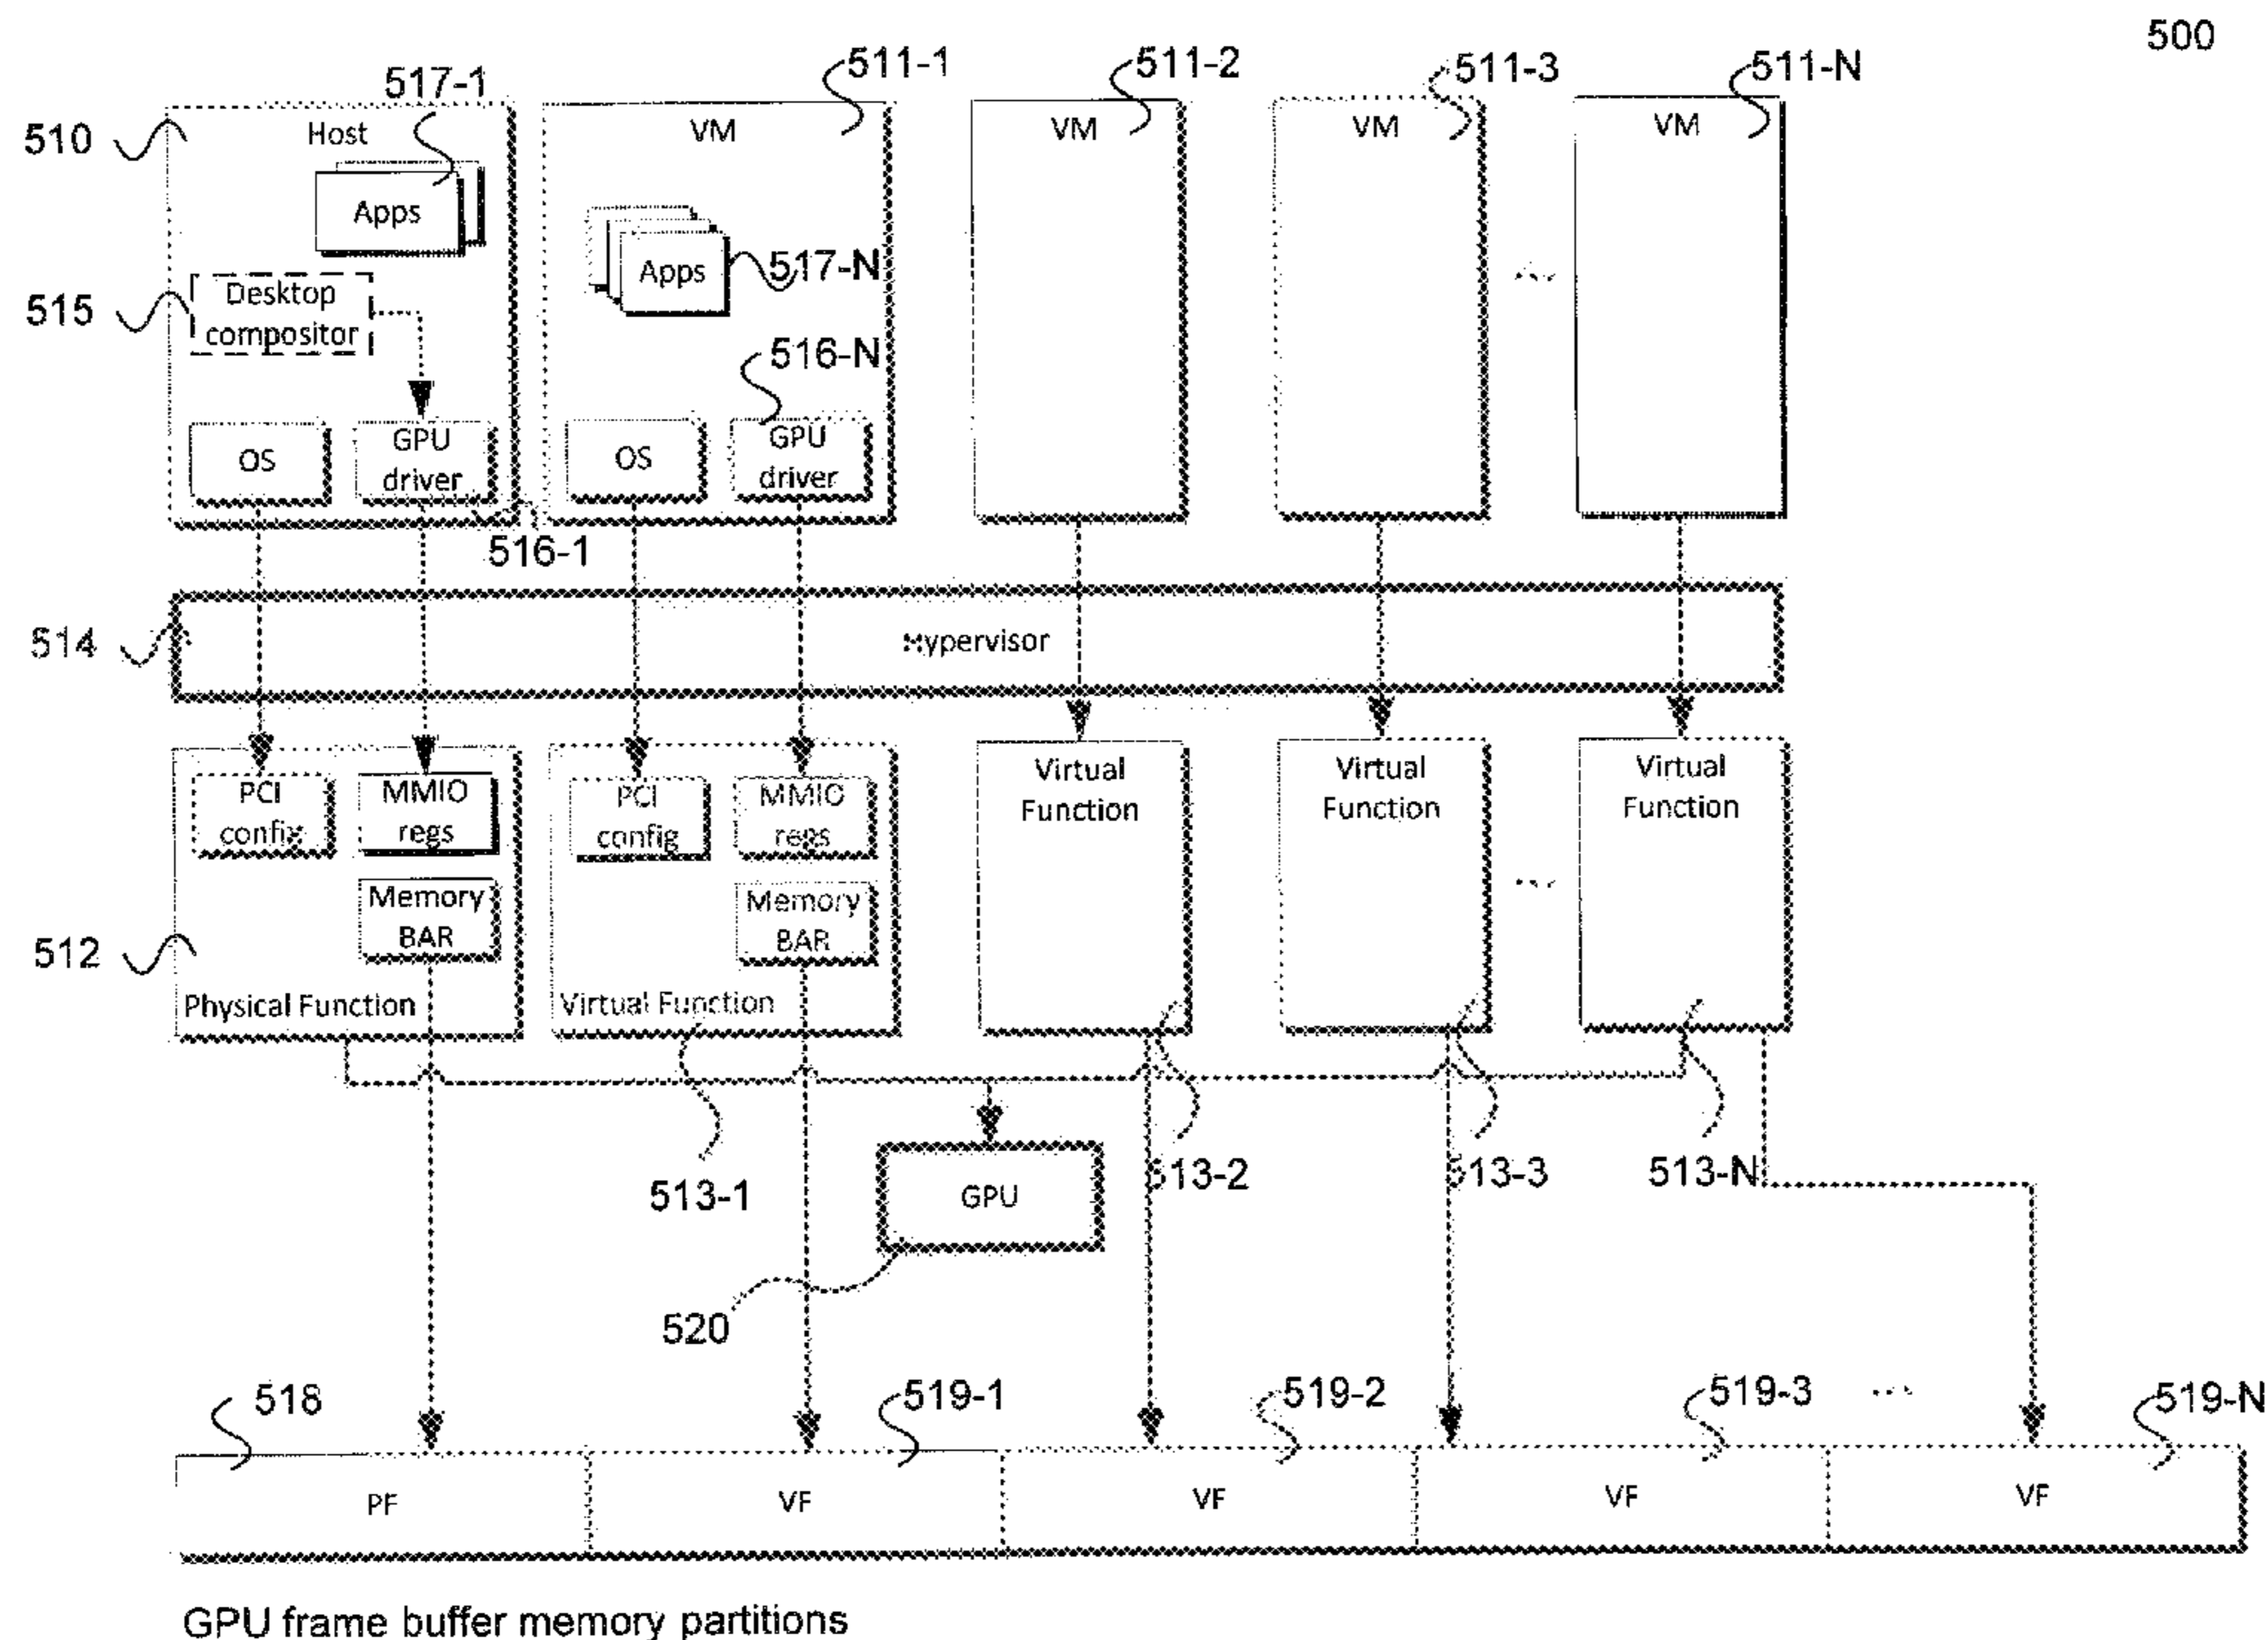 500
517-1
511-1
511-2
511-3
511-N
510
Host
VM
VM
VM
VM
Apps
Apps
517-N
515
Desktop
compositor
516-N
OS
GPU
driver
OS
GPU
driver
516-1
514
Hypervisor
PCI
config
MMIO
regs
PCI
config
MMIO
regs
Virtual
Function
Virtual
Function
Virtual
Function
...
...
Memory
BAR
Memory
BAR
512
Physical Function
Virtual Function
513-1
GPU
513-2
513-3
513-N
520
518
519-1
519-2
519-3
...
519-N
PF
VF
VF
VF
VF
GPU frame buffer memory partitions